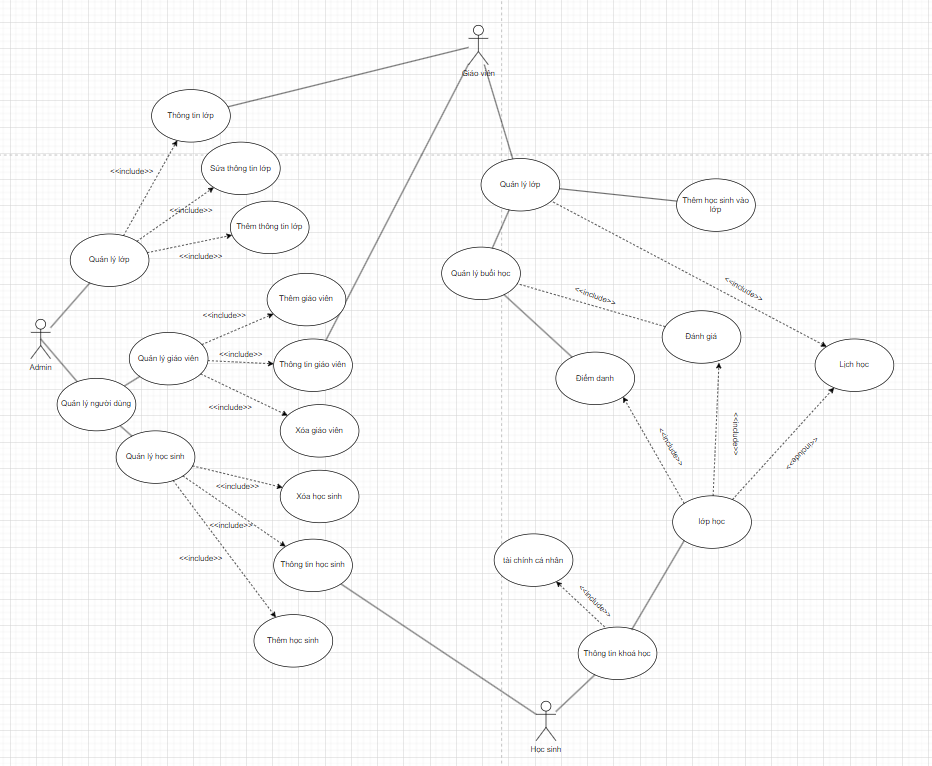 Giáo viên
Thông tin lớp
<<include>>
Sửa thông tin lớp
<<include>>
Thêm thông tin lớp
<<include>>
Quản lý lớp
Admin
Quản lý giáo viên
<<include>>
Thêm giáo viên
<<include>>
Thông tin giáo viên
<<include>>
Xóa giáo viên
Quản lý người dùng
Quản lý học sinh
<<include>>
Xóa học sinh
<<include>>
Thông tin học sinh
<<include>>
Thêm học sinh
Quản lý lớp
Thêm học sinh vào
lớp
Quản lý buổi học
<<include>>
<<include>>
Đánh giá
Lịch học
Điểm danh
<<include>>
<<include>>
<<include>>
lớp học
tài chính cá nhân
<<include>>
Thông tin khoá học
Học sinh